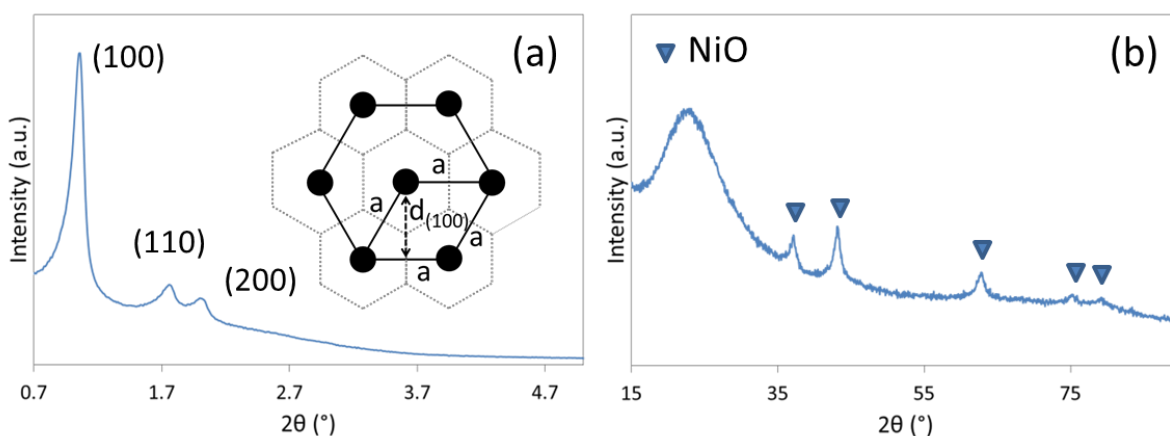 (a)
(100)
(110)
(200)
a
a
d(100)
a
a
Intensity (a.u.)
0.7 1.7 2.7 3.7 4.7
2θ (°)
NiO
(b)
Intensity (a.u.)
15 35 55 75
2θ (°)